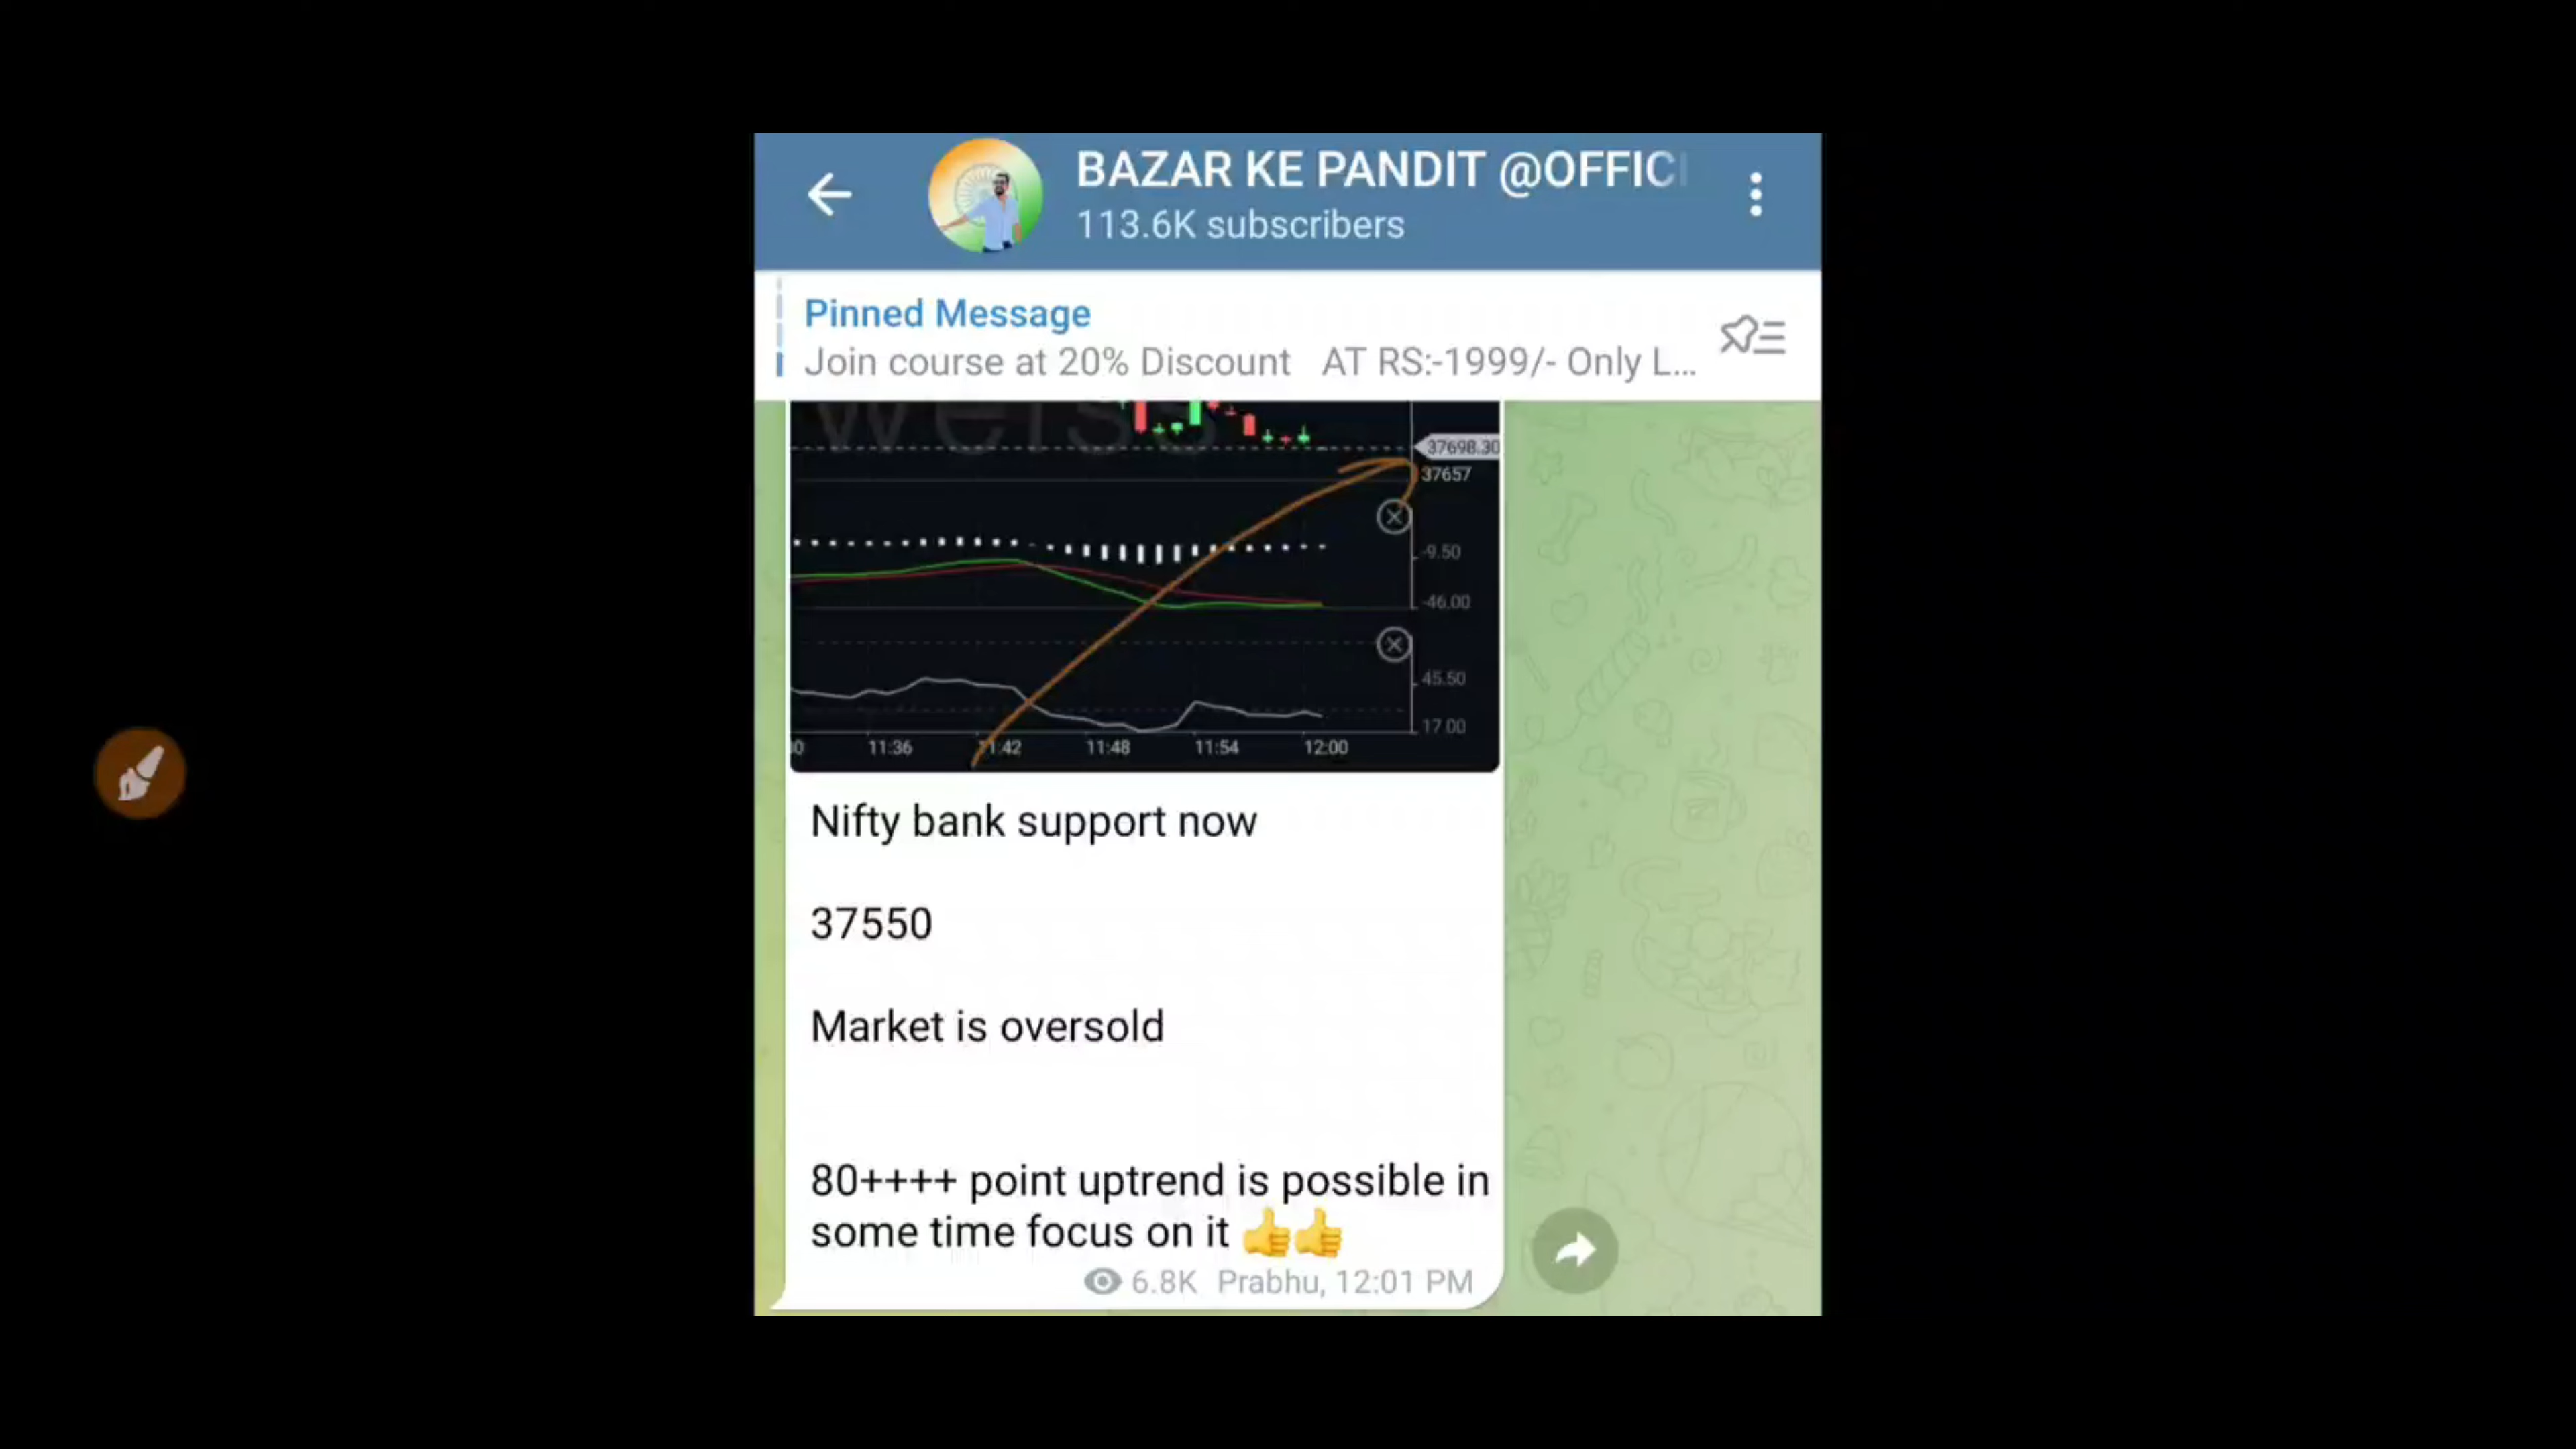 BAZAR KE PANDIT @OFFICI
113.6K subscribers
Pinned Message
Join course at 20% Discount AT RS:-1999/- Only L...
37698.30
37657
-9.50
-46.00
45.50
17.00
11:36 11:42 11:48 11:54 12:00
Nifty bank support now
37550
Market is oversold
80++++ point uptrend is possible in
some time focus on it 👍👍
6.8K Prabhu, 12:01 PM